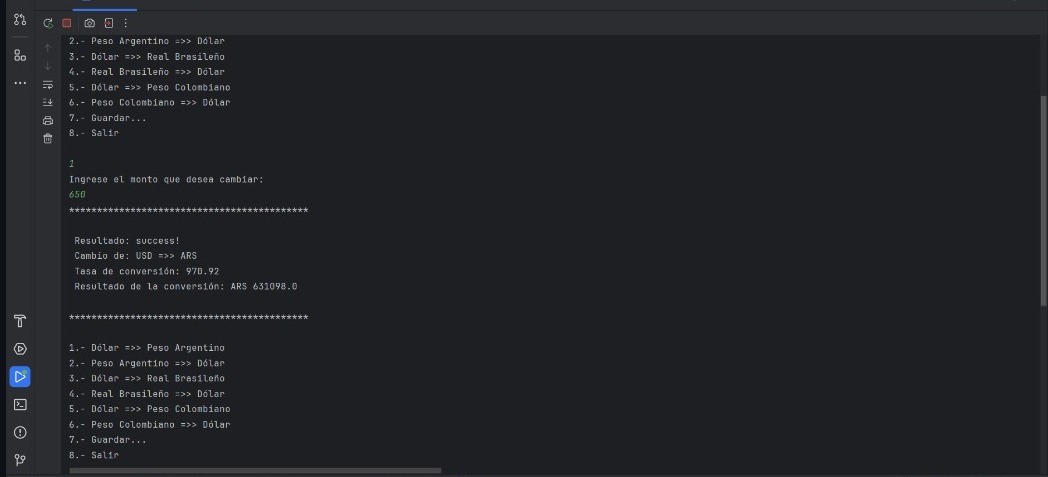 2.- Peso Argentino =>> Dólar
3.- Dólar =>> Real Brasileño
4.- Real Brasileño =>> Dólar
5.- Dólar =>> Peso Colombiano
6.- Peso Colombiano =>> Dólar
7.- Guardar...
8.- Salir
1
Ingrese el monto que desea cambiar:
650
*******************************************
Resultado: success!
Cambio de: USD =>> ARS
Tasa de conversión: 970.92
Resultado de la conversión: ARS 631098.0
*******************************************
1.- Dólar =>> Peso Argentino
2.- Peso Argentino =>> Dólar
3.- Dólar =>> Real Brasileño
4.- Real Brasileño =>> Dólar
5.- Dólar =>> Peso Colombiano
6.- Peso Colombiano =>> Dólar
7.- Guardar...
8.- Salir